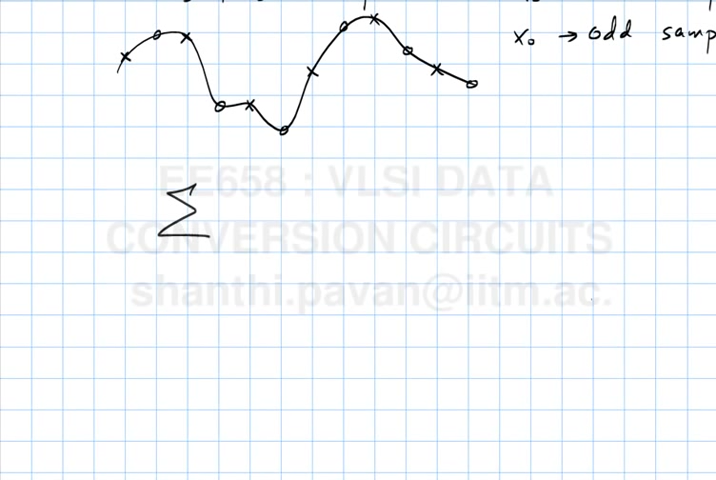 x₀ → odd samp
EE658 : VLSI DATA
Σ
CONVERSION CIRCUITS
shanthi.pavan@iitm.ac.